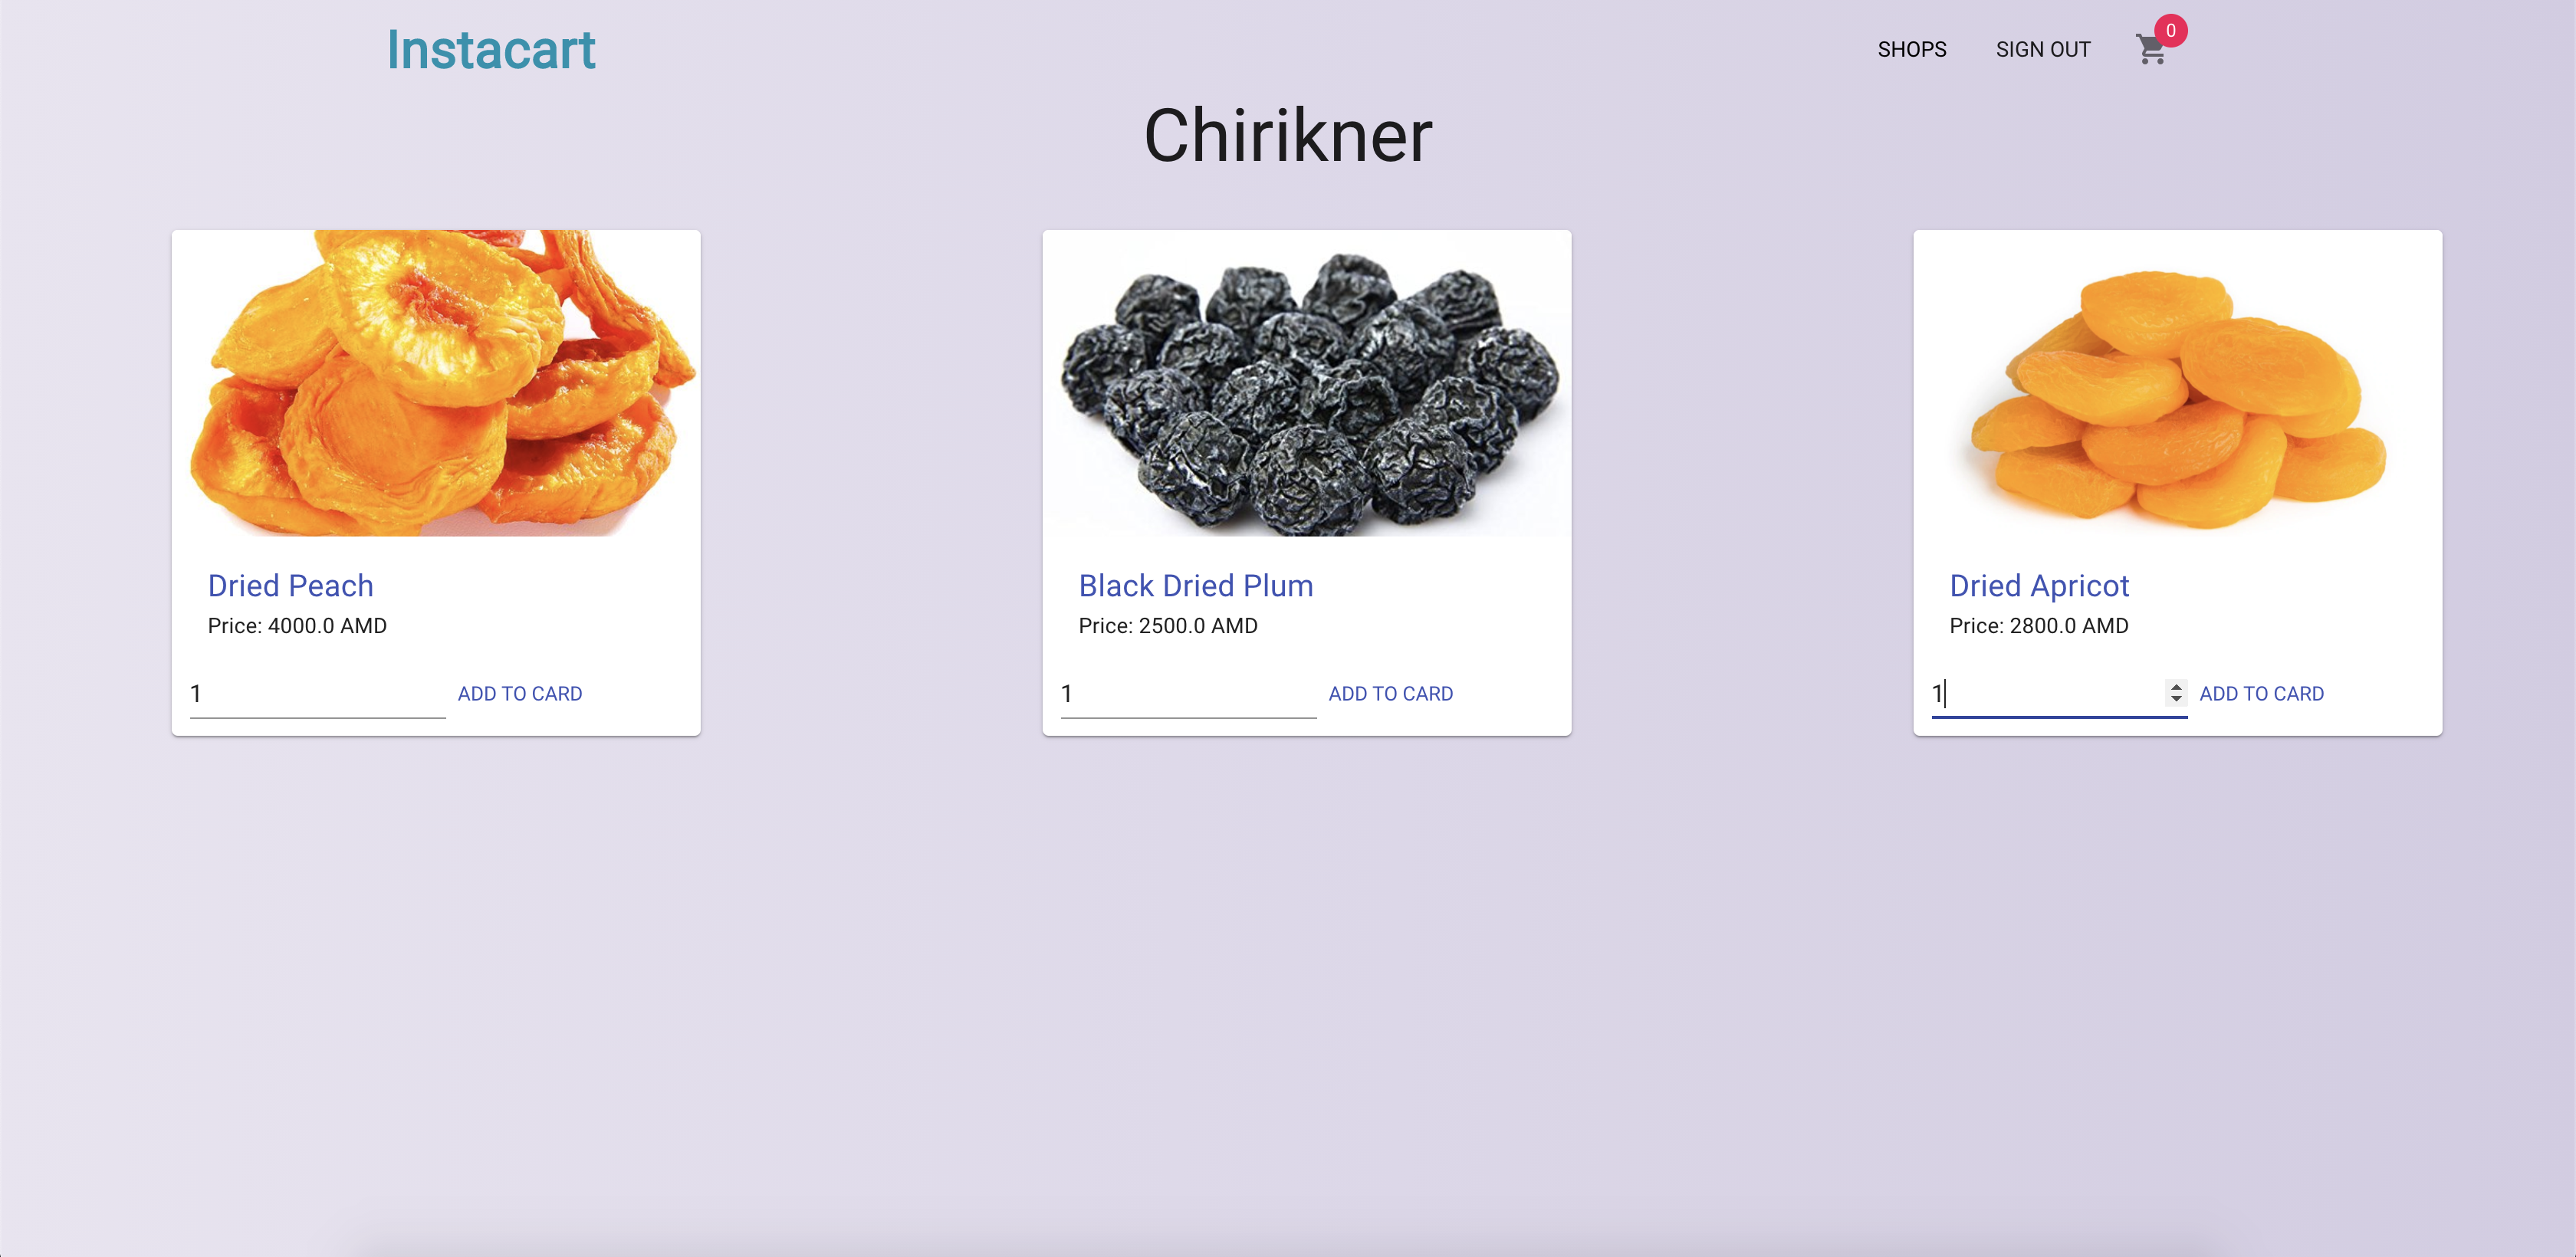 Instacart
SHOPS SIGN OUT 0
Chirikner
Dried Peach
Price: 4000.0 AMD
1 ADD TO CARD
Black Dried Plum
Price: 2500.0 AMD
1 ADD TO CARD
Dried Apricot
Price: 2800.0 AMD
1 ADD TO CARD